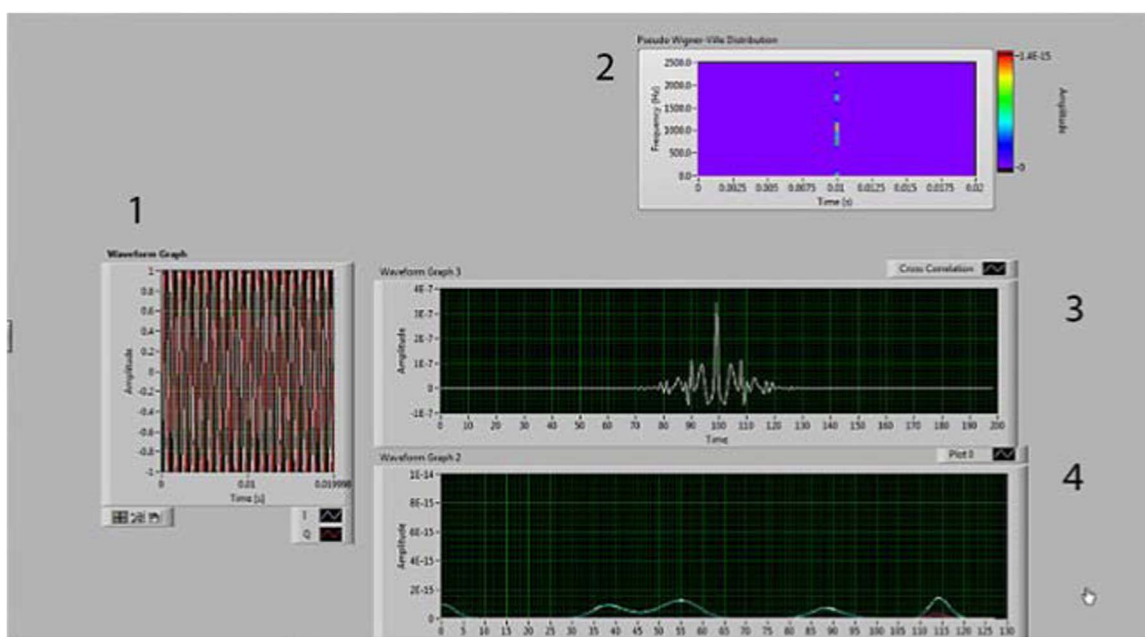 2
Pseudo Wigner-Ville Distribution
2500.0
2000.0
1500.0
1000.0
500.0
0.0
Frequency (Hz)
0 0.0025 0.005 0.0075 0.01 0.0125 0.015 0.0175 0.02
Time (s)
1.4E-15
0
Amplitude
1
Waveform Graph
1
0.8
0.6
0.4
0.2
0
-0.2
-0.4
-0.6
-0.8
-1
Amplitude
0 0.01 0.019998
Time (s)
I
Q
3
Waveform Graph 3
Cross Correlation
4E-7
3E-7
2E-7
1E-7
0
-1E-7
Amplitude
0 10 20 30 40 50 60 70 80 90 100 110 120 130 140 150 160 170 180 190 200
Time
4
Waveform Graph 2
Plot 0
1E-14
8E-15
6E-15
4E-15
2E-15
0
Amplitude
0 5 10 15 20 25 30 35 40 45 50 55 60 65 70 75 80 85 90 95 100 105 110 115 120 125 130